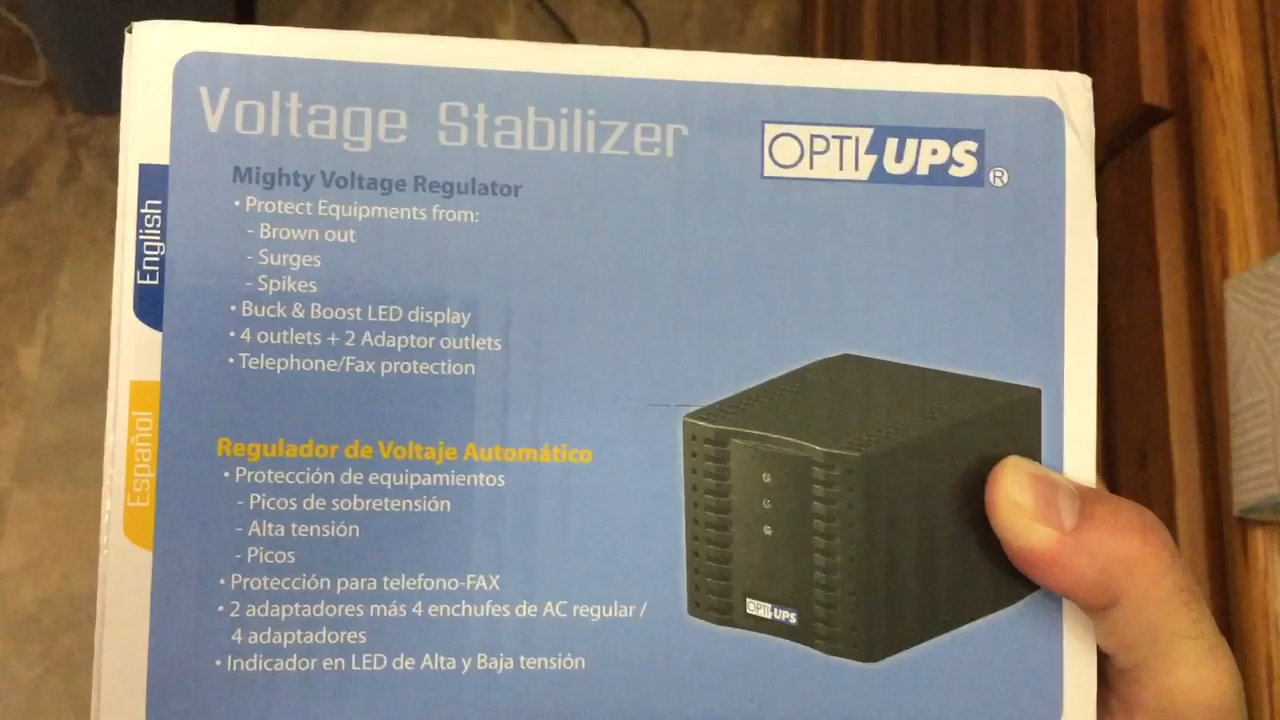 Voltage Stabilizer
OPTI UPS ®
English
Mighty Voltage Regulator
• Protect Equipments from:
- Brown out
- Surges
- Spikes
• Buck & Boost LED display
• 4 outlets + 2 Adaptor outlets
• Telephone/Fax protection
Español
Regulador de Voltaje Automático
• Protección de equipamientos
- Picos de sobretensión
- Alta tensión
- Picos
• Protección para telefono-FAX
• 2 adaptadores más 4 enchufes de AC regular /
4 adaptadores
• Indicador en LED de Alta y Baja tensión
OPTI UPS